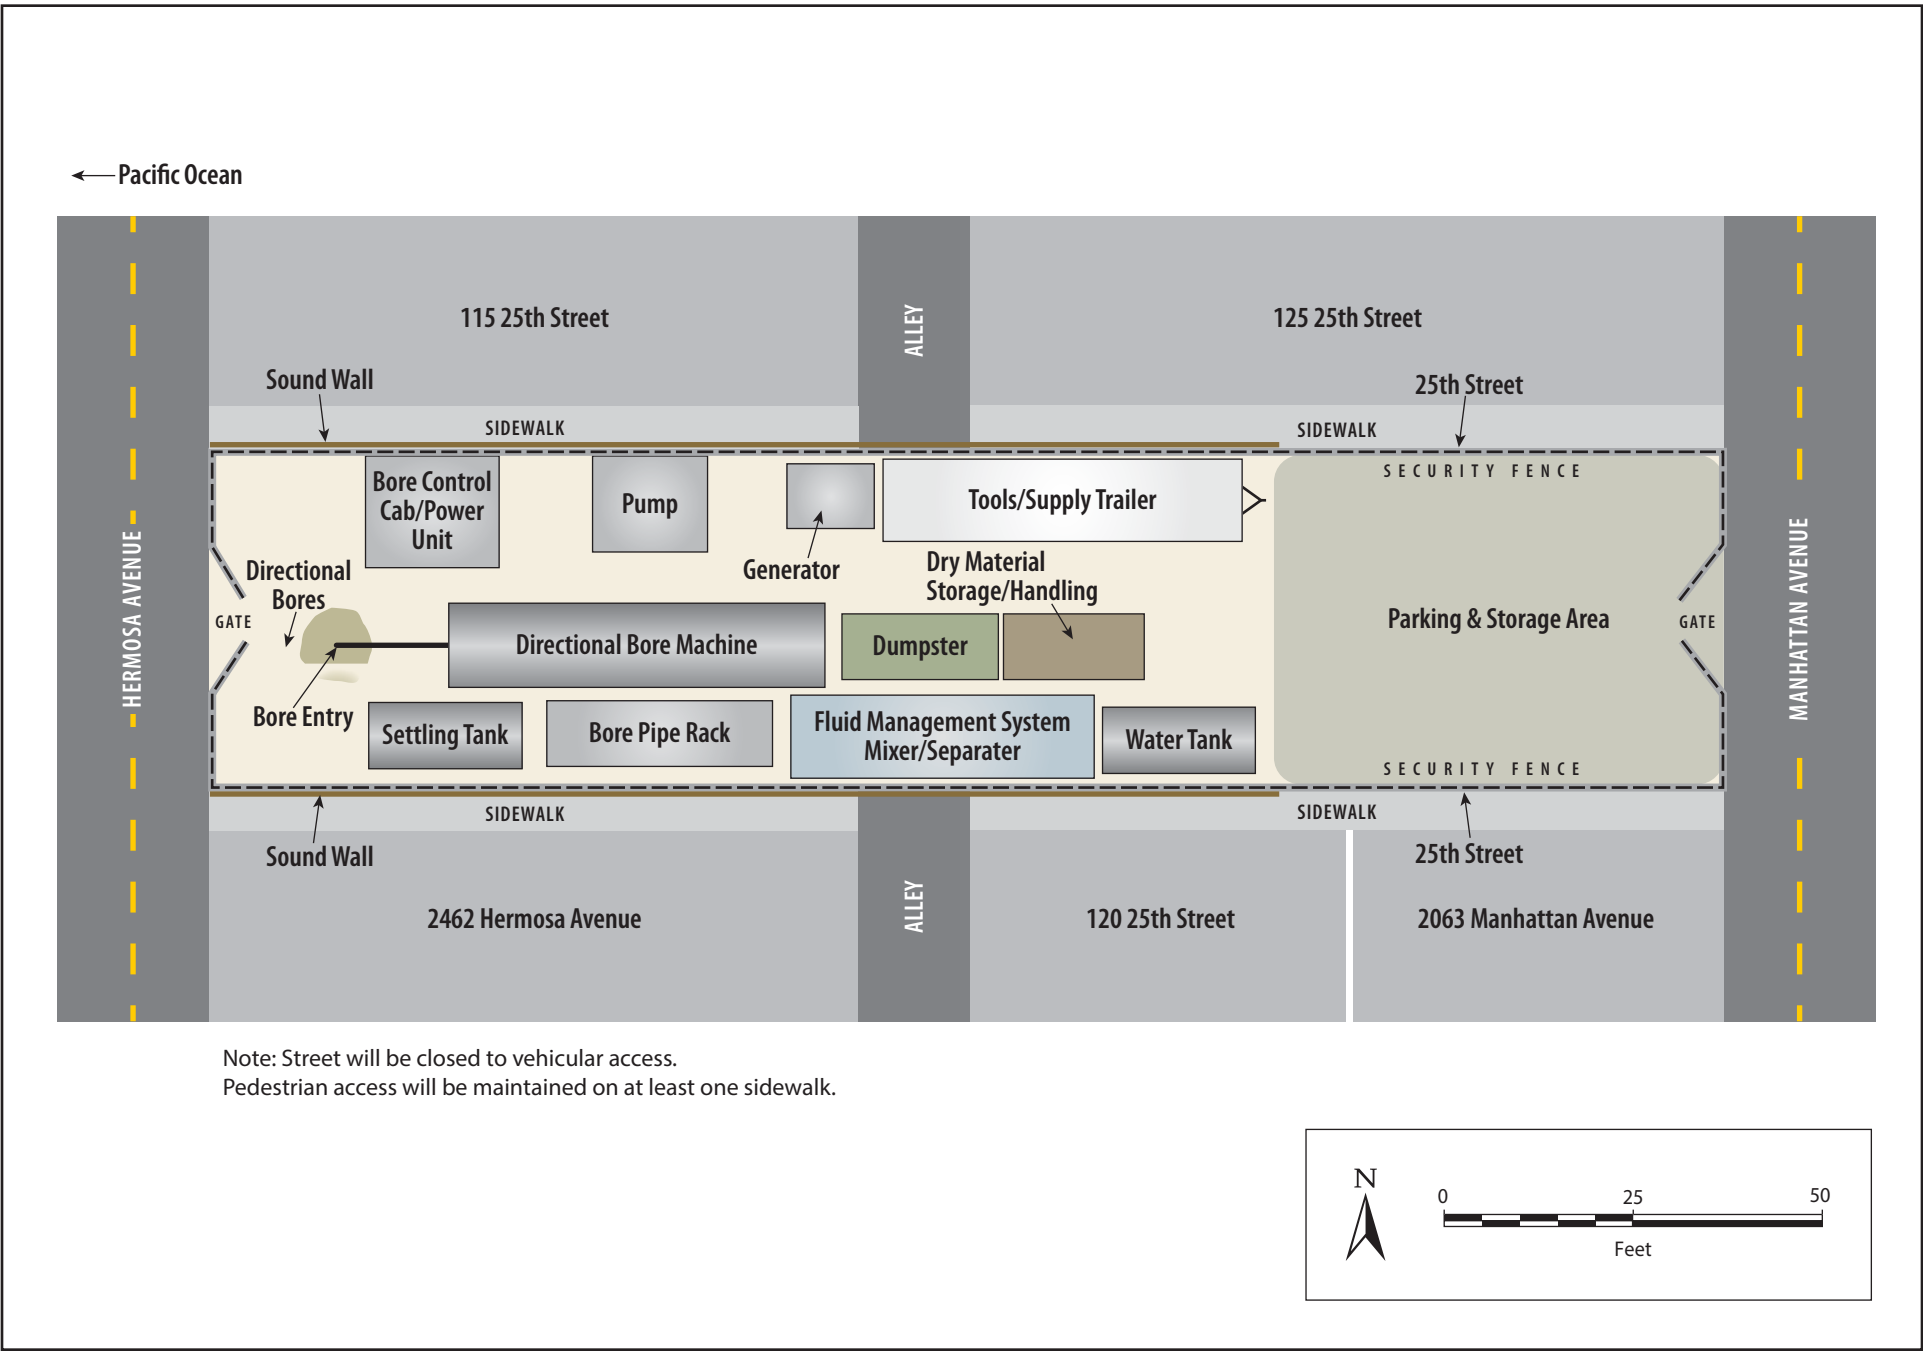 Pacific Ocean
115 25th Street
ALLEY
125 25th Street
Sound Wall
25th Street
SIDEWALK
SIDEWALK
SECURITY FENCE
Bore Control
Cab/Power
Unit
Pump
Generator
Tools/Supply Trailer
Dry Material
Storage/Handling
HERMOSA AVENUE
Directional
Bores
GATE
Directional Bore Machine
Dumpster
Parking & Storage Area
GATE
MANHATTAN AVENUE
Bore Entry
Settling Tank
Bore Pipe Rack
Fluid Management System
Mixer/Separater
Water Tank
SECURITY FENCE
SIDEWALK
SIDEWALK
Sound Wall
25th Street
2462 Hermosa Avenue
ALLEY
120 25th Street
2063 Manhattan Avenue
Note: Street will be closed to vehicular access.
Pedestrian access will be maintained on at least one sidewalk.
N
0 25 50
Feet